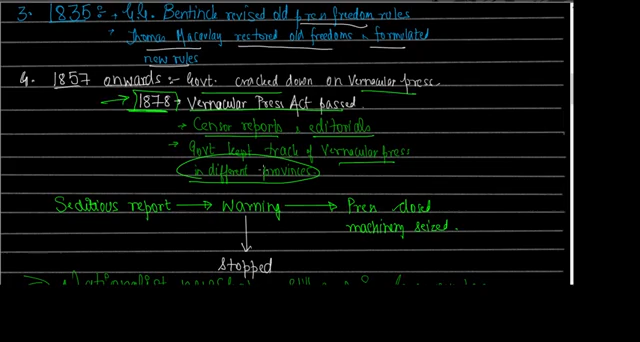 3. 1835:- → G.G. Bentinck revised old press freedom rules
→ Thomas Macaulay restored old freedoms & formulated
new rules
4. 1857 onwards :- Govt. cracked down on Vernacular press
→ 1878 → Vernacular Press Act passed
→ Censor reports & editorials
→ Govt kept track of Vernacular press
in different provinces
Seditious report → Warning → Press closed
machinery seized.
↓
Stopped
Nationalist